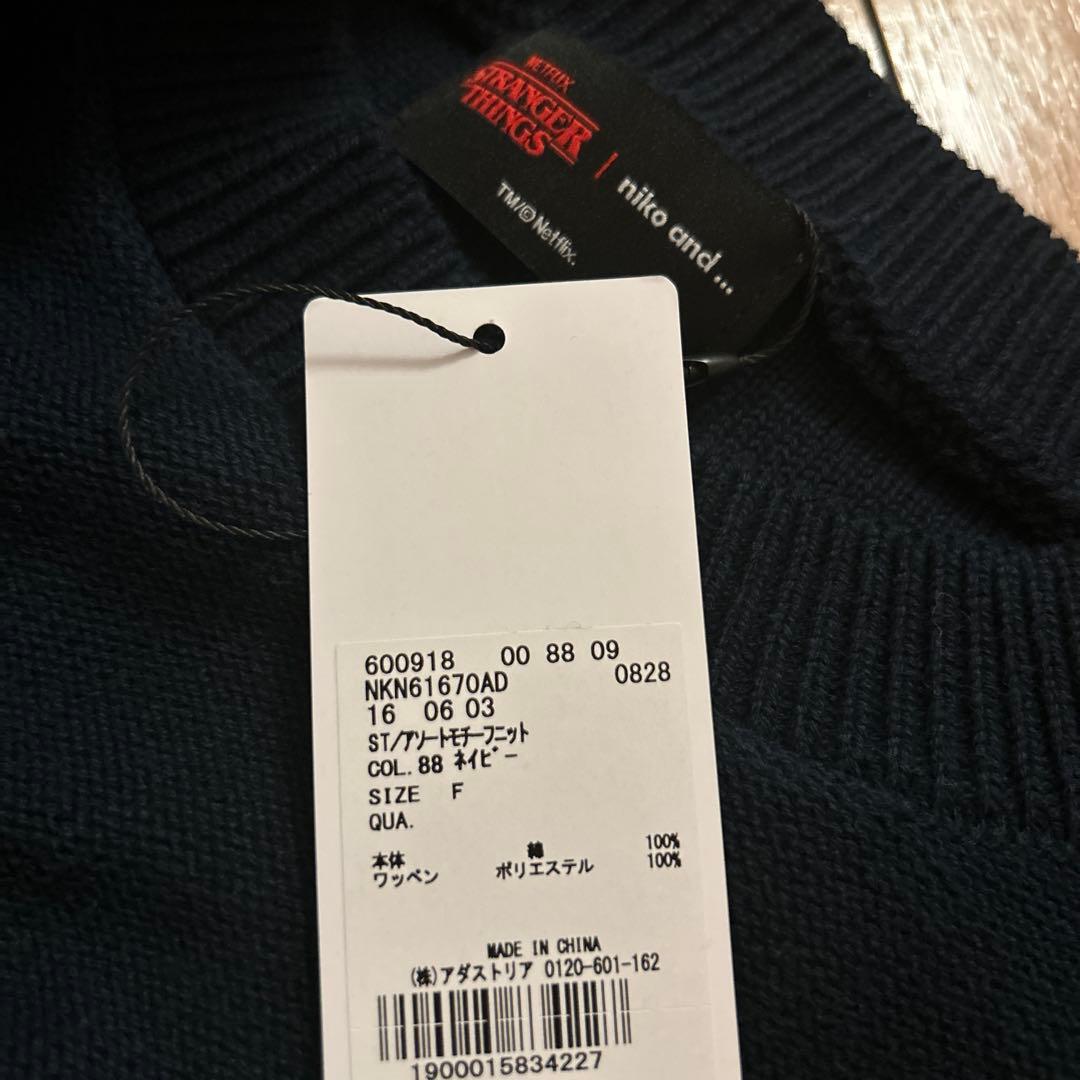 NETFLIX
STRANGER
THINGS
niko and ...
TM/© Netflix.
600918 00 88 09
NKN61670AD 0828
16 06 03
ST/アソートモチーフニット
COL. 88 ネイビー
SIZE F
QUA.
本体 綿 100%
ワッペン ポリエステル 100%
MADE IN CHINA
(株)アダストリア 0120-601-162
1900015834227